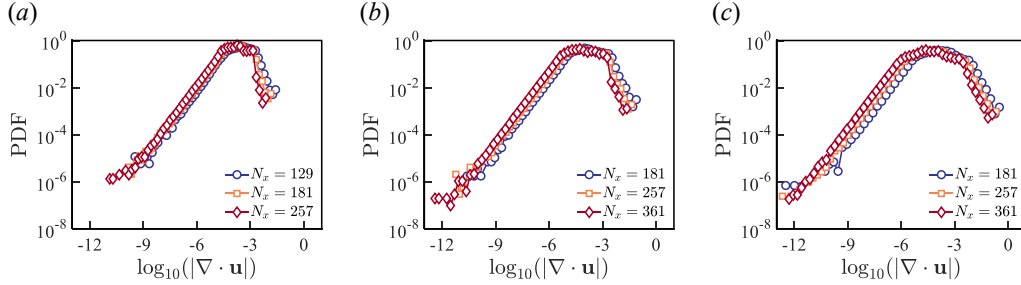 (a)
10^0
10^-2
10^-4
10^-6
10^-8
PDF
N_x = 129
N_x = 181
N_x = 257
-12 -9 -6 -3 0
log_10(|∇ · u|)
(b)
10^0
10^-2
10^-4
10^-6
10^-8
PDF
N_x = 181
N_x = 257
N_x = 361
-12 -9 -6 -3 0
log_10(|∇ · u|)
(c)
10^0
10^-2
10^-4
10^-6
10^-8
PDF
N_x = 181
N_x = 257
N_x = 361
-12 -9 -6 -3 0
log_10(|∇ · u|)